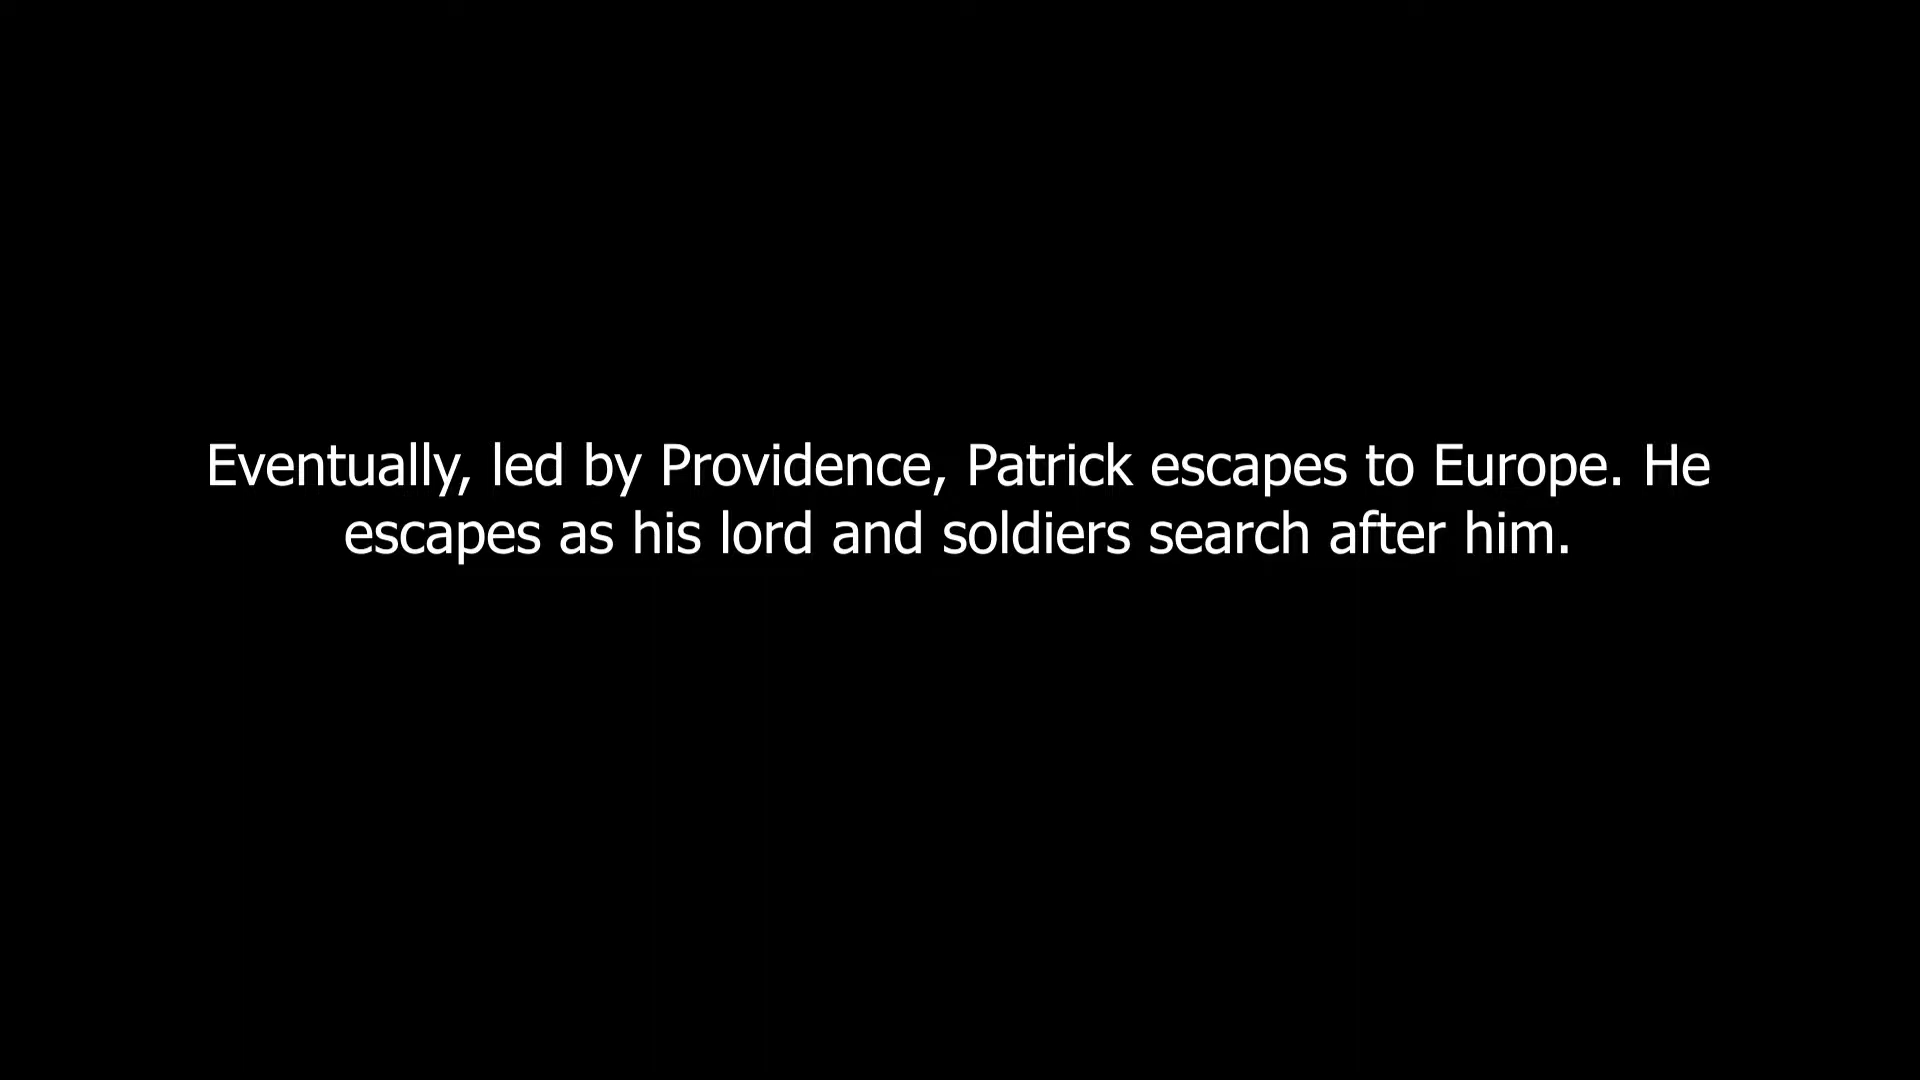 Eventually, led by Providence, Patrick escapes to Europe. He
escapes as his lord and soldiers search after him.